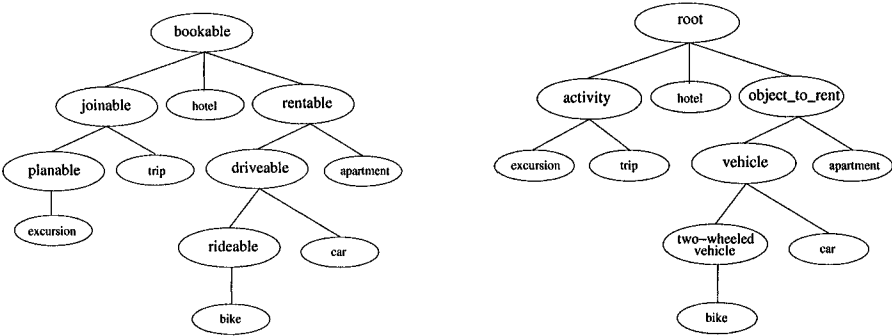 bookable
joinable
hotel
rentable
planable
trip
driveable
apartment
excursion
rideable
car
bike
root
activity
hotel
object_to_rent
excursion
trip
vehicle
apartment
two-wheeled
vehicle
car
bike